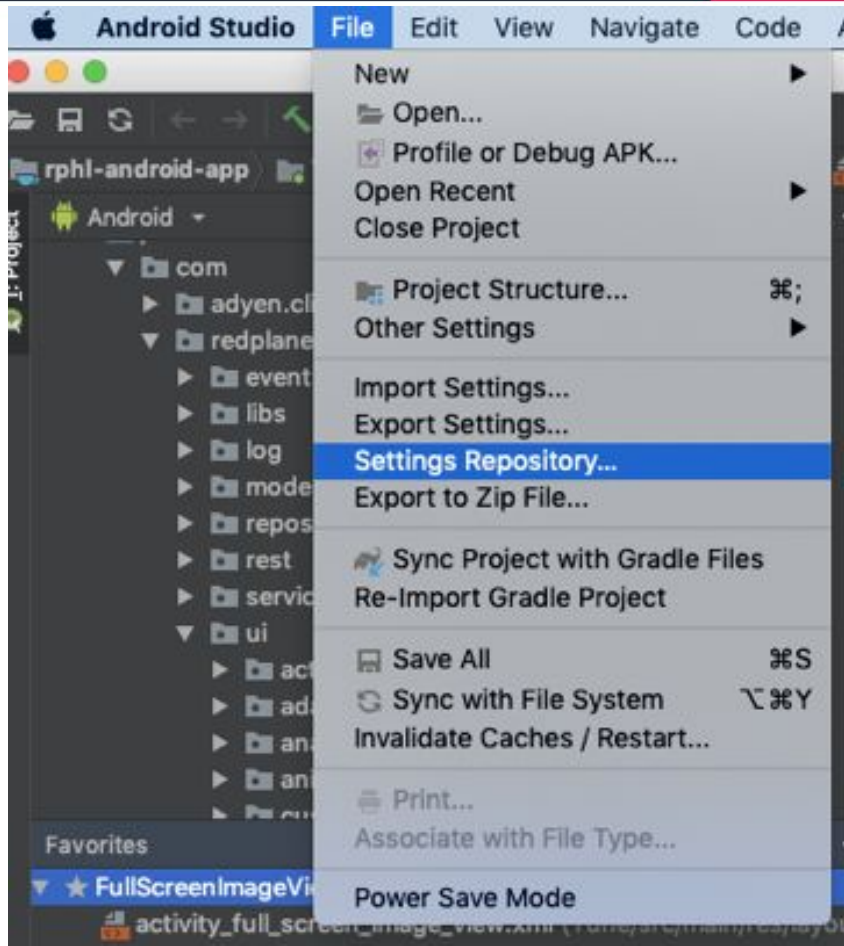 Android Studio File Edit View Navigate Code
New
Open...
Profile or Debug APK...
Open Recent
Close Project
Project Structure... ⌘;
Other Settings
Import Settings...
Export Settings...
Settings Repository...
Export to Zip File...
Sync Project with Gradle Files
Re-Import Gradle Project
Save All ⌘S
Sync with File System ⌥⌘Y
Invalidate Caches / Restart...
Print...
Associate with File Type...
Power Save Mode
rphl-android-app
1: Project
Android
com
adyen.cli
redplane
event
libs
log
mode
repos
rest
servic
ui
act
ada
ana
ani
Favorites
FullScreenImageVi
activity_full_screen_image_view.xml